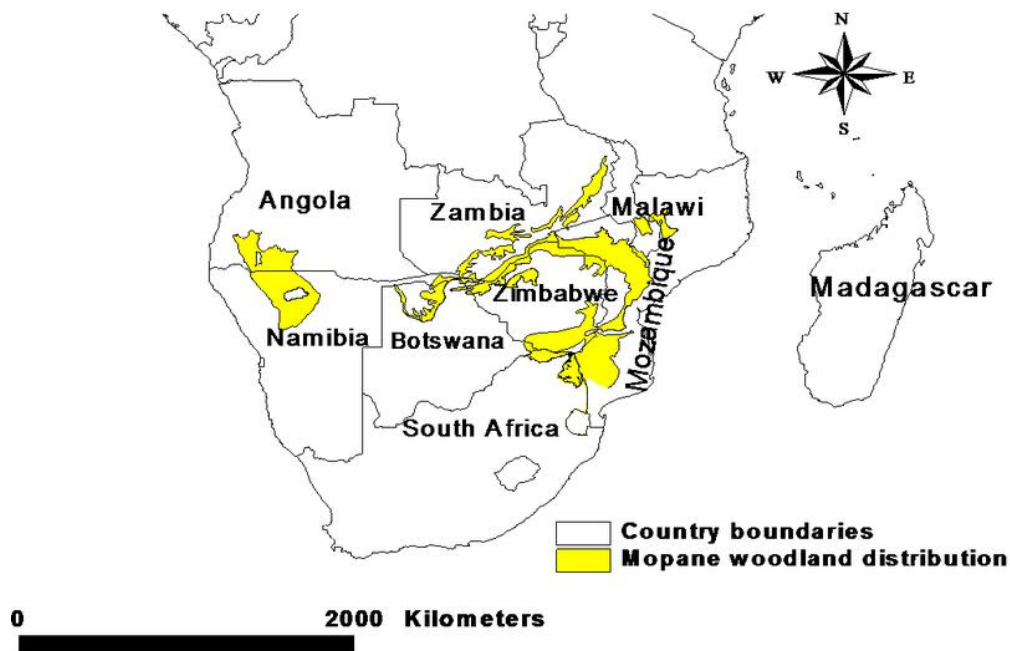 N
W E
S
Angola
Zambia
Malawi
Mozambique
Madagascar
Zimbabwe
Namibia
Botswana
South Africa
Country boundaries
Mopane woodland distribution
0 2000 Kilometers